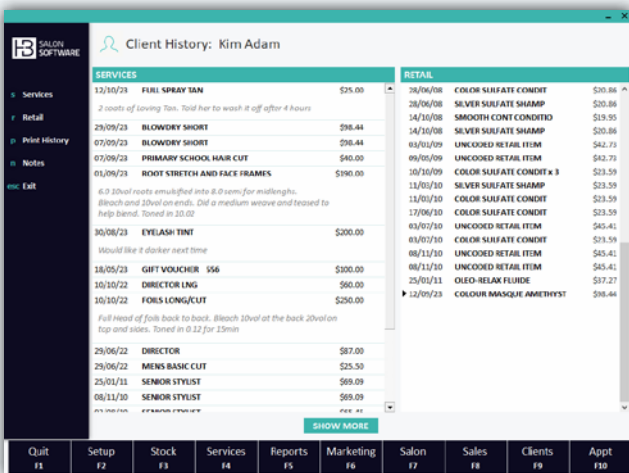 HB SALON SOFTWARE
Client History: Kim Adam
s Services
r Retail
p Print History
n Notes
esc Exit
SERVICES
12/10/23 FULL SPRAY TAN $25.00
2 coats of Loving Tan. Told her to wash it off after 4 hours
29/09/23 BLOWDRY SHORT $98.44
07/09/23 BLOWDRY SHORT $98.44
07/09/23 PRIMARY SCHOOL HAIR CUT $40.00
01/09/23 ROOT STRETCH AND FACE FRAMES $190.00
6.0 10vol roots emulsified into 8.0 semi for midlenghs.
Bleach and 10vol on ends. Did a medium weave and teased to
help blend. Toned in 10.02
30/08/23 EYELASH TINT $200.00
Would like it darker next time
18/05/23 GIFT VOUCHER 556 $100.00
10/10/22 DIRECTOR LNG $60.00
10/10/22 FOILS LONG/CUT $250.00
Full Head of foils back to back. Bleach 10vol at the back 20vol on
top and sides. Toned in 0.12 for 15min
29/06/22 DIRECTOR $87.00
29/06/22 MENS BASIC CUT $25.50
25/01/11 SENIOR STYLIST $69.09
08/11/10 SENIOR STYLIST $69.09
SENIOR STYLIST
RETAIL
28/06/08 COLOR SULFATE CONDIT $20.86
28/06/08 SILVER SULFATE SHAMP $20.86
14/10/08 SMOOTH CONT CONDITIO $19.95
14/10/08 SILVER SULFATE SHAMP $20.86
03/01/09 UNCODED RETAIL ITEM $42.73
09/05/09 UNCODED RETAIL ITEM $42.73
10/10/09 COLOR SULFATE CONDIT x 3 $23.59
11/03/10 SILVER SULFATE SHAMP $23.59
11/03/10 COLOR SULFATE CONDIT $23.59
17/06/10 COLOR SULFATE CONDIT $23.59
03/07/10 UNCODED RETAIL ITEM $45.41
03/07/10 COLOR SULFATE CONDIT $23.59
08/11/10 UNCODED RETAIL ITEM $45.41
08/11/10 UNCODED RETAIL ITEM $45.41
25/01/11 OLEO-RELAX FLUIDE $37.27
12/09/23 COLOUR MASQUE AMETHYST $98.44
SHOW MORE
Quit Setup Stock Services Reports Marketing Salon Sales Clients Appt
F1 F2 F3 F4 F5 F6 F7 F8 F9 F10